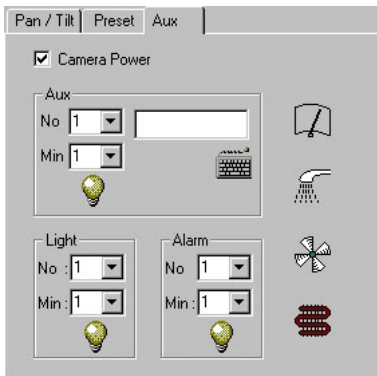 Pan / Tilt Preset Aux
Camera Power
Aux
No 1
Min 1
Light Alarm
No : 1 No 1
Min : 1 Min : 1